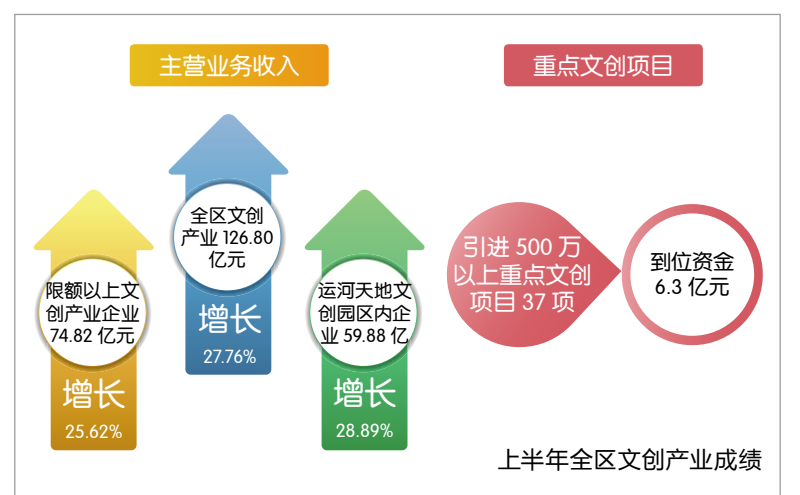 主营业务收入
限额以上文
创产业企业
74.82 亿元
增长
25.62%
全区文创
产业 126.80
亿元
增长
27.76%
运河天地文
创园区内企
业 59.88 亿
增长
28.89%
重点文创项目
引进 500 万
以上重点文创
项目 37 项
到位资金
6.3 亿元
上半年全区文创产业成绩